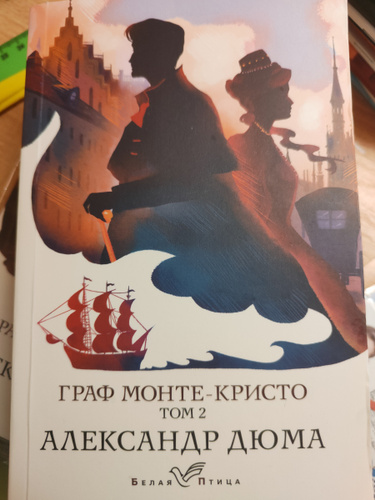 ГРАФ МОНТЕ-КРИСТО
ТОМ 2
АЛЕКСАНДР ДЮМА
БЕЛАЯ ПТИЦА